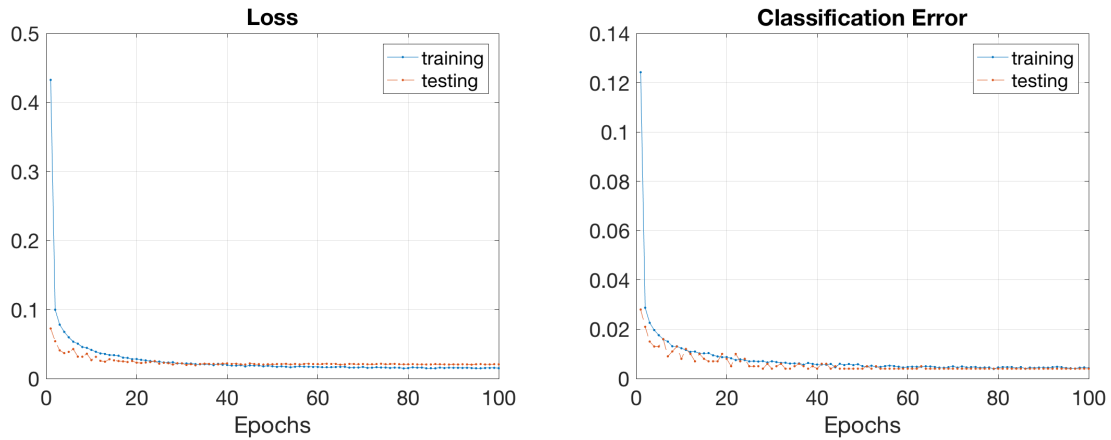 Loss
0.5
0.4
0.3
0.2
0.1
0
0 20 40 60 80 100
Epochs
training
testing
Classification Error
0.14
0.12
0.1
0.08
0.06
0.04
0.02
0
0 20 40 60 80 100
Epochs
training
testing